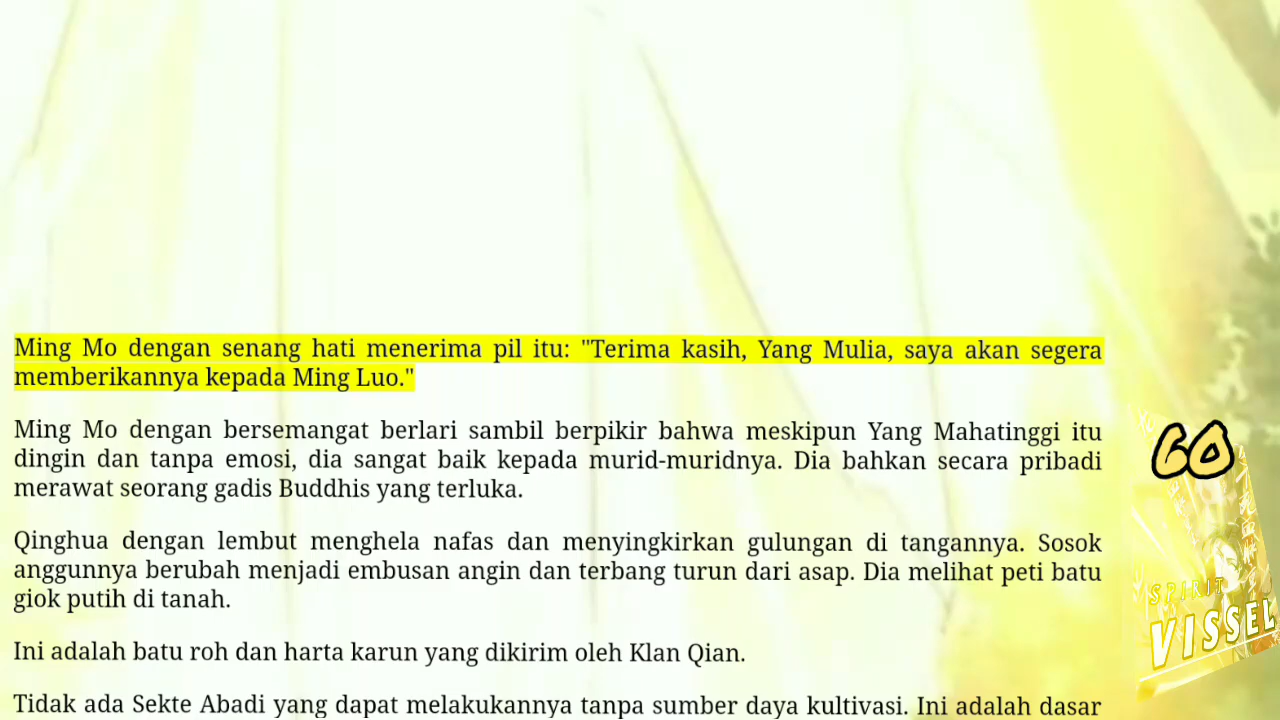 Ming Mo dengan senang hati menerima pil itu: "Terima kasih, Yang Mulia, saya akan segera
memberikannya kepada Ming Luo."
Ming Mo dengan bersemangat berlari sambil berpikir bahwa meskipun Yang Mahatinggi itu
dingin dan tanpa emosi, dia sangat baik kepada murid-muridnya. Dia bahkan secara pribadi
merawat seorang gadis Buddhis yang terluka.
Qinghua dengan lembut menghela nafas dan menyingkirkan gulungan di tangannya. Sosok
anggunnya berubah menjadi embusan angin dan terbang turun dari asap. Dia melihat peti batu
giok putih di tanah.
Ini adalah batu roh dan harta karun yang dikirim oleh Klan Qian.
Tidak ada Sekte Abadi yang dapat melakukannya tanpa sumber daya kultivasi. Ini adalah dasar
60
SPIRIT
VISSEL